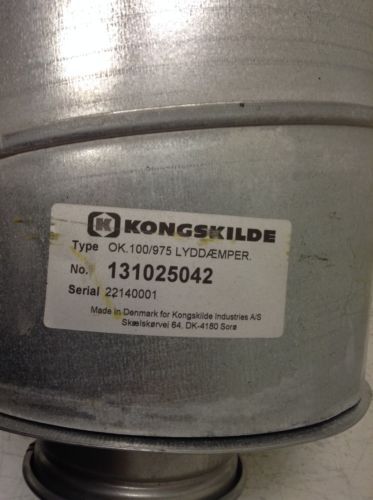 KONGSKILDE
Type OK.100/975 LYDDÆMPER.
No. 131025042
Serial 22140001
Made in Denmark for Kongskilde Industries A/S
Skælskørvej 64, DK-4180 Sorø